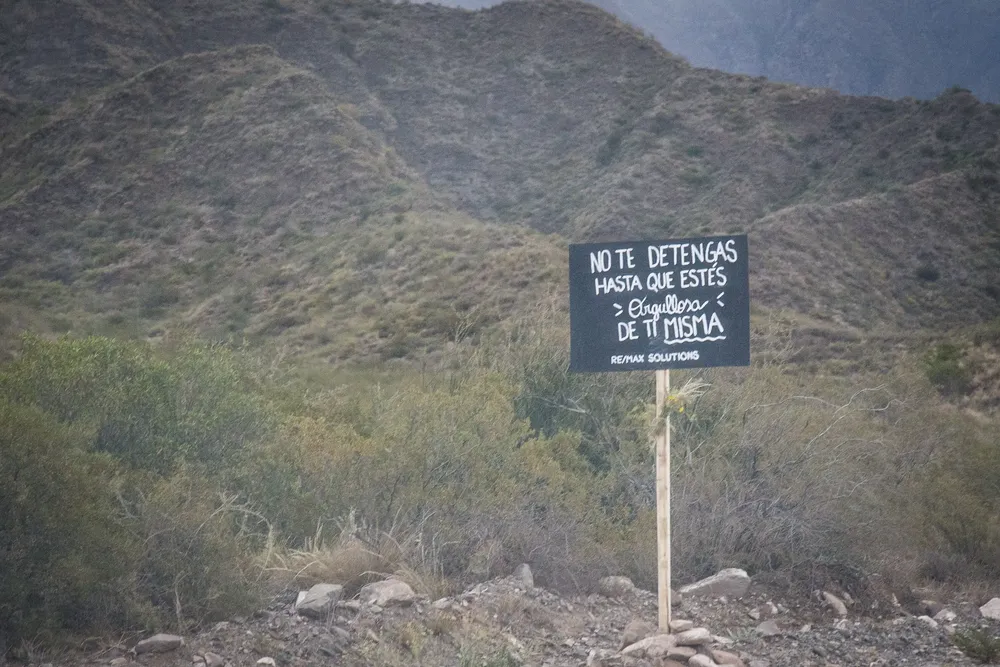 NO TE DETENGAS
HASTA QUE ESTÉS
Orgullosa
DE TI MISMA
RE/MAX SOLUTIONS